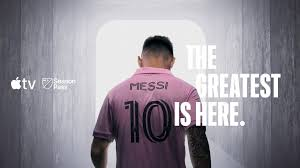 tv
MLS
Season
Pass
MESSI
10
THE
GREATEST
IS HERE.